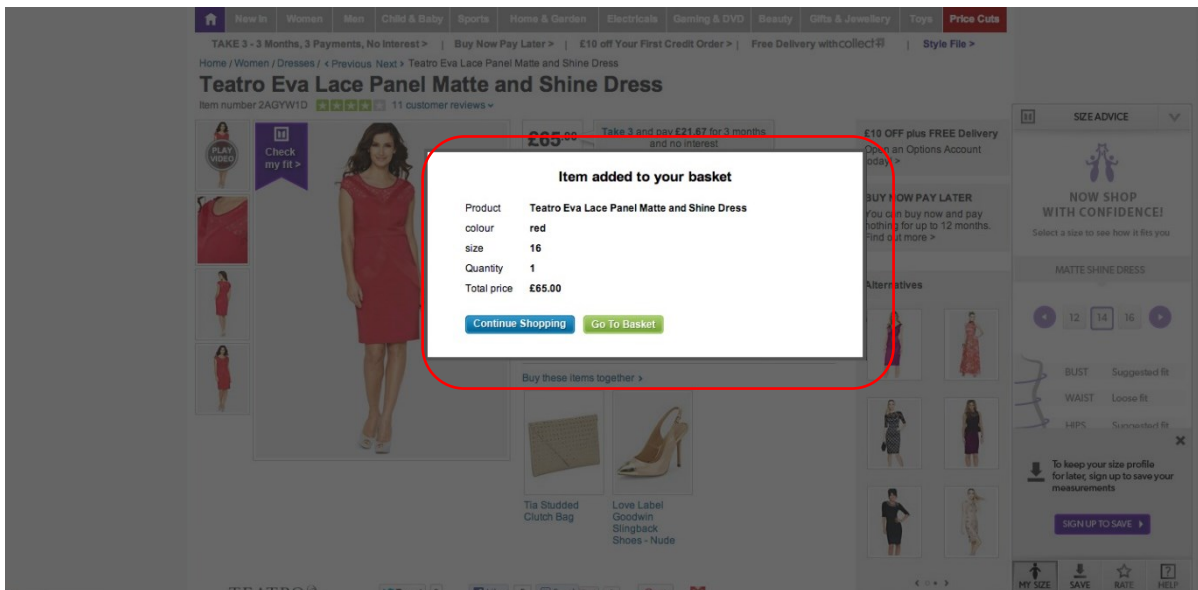 New In Women Men Child & Baby Sports Home & Garden Electricals Gaming & DVD Beauty Gifts & Jewellery Toys Price Cuts
TAKE 3 - 3 Months, 3 Payments, No Interest > | Buy Now Pay Later > | £10 off Your First Credit Order > | Free Delivery with collect+ | Style File >
Home / Women / Dresses / < Previous Next > Teatro Eva Lace Panel Matte and Shine Dress
Teatro Eva Lace Panel Matte and Shine Dress
Item number 2AGYW1D 11 customer reviews
PLAY VIDEO
Check
my fit >
£65.00
Take 3 and pay £21.67 for 3 months
and no interest
Item added to your basket
Product Teatro Eva Lace Panel Matte and Shine Dress
colour red
size 16
Quantity 1
Total price £65.00
Continue Shopping Go To Basket
Buy these items together >
Tia Studded
Clutch Bag
Love Label
Goodwin
Slingback
Shoes - Nude
£10 OFF plus FREE Delivery
Open an Options Account
today >
BUY NOW PAY LATER
You can buy now and pay
nothing for up to 12 months.
Find out more >
Alternatives
SIZE ADVICE
NOW SHOP
WITH CONFIDENCE!
Select a size to see how it fits you
MATTE SHINE DRESS
12 14 16
BUST Suggested fit
WAIST Loose fit
HIPS Suggested fit
To keep your size profile
for later, sign up to save your
measurements
SIGN UP TO SAVE
MY SIZE SAVE RATE HELP